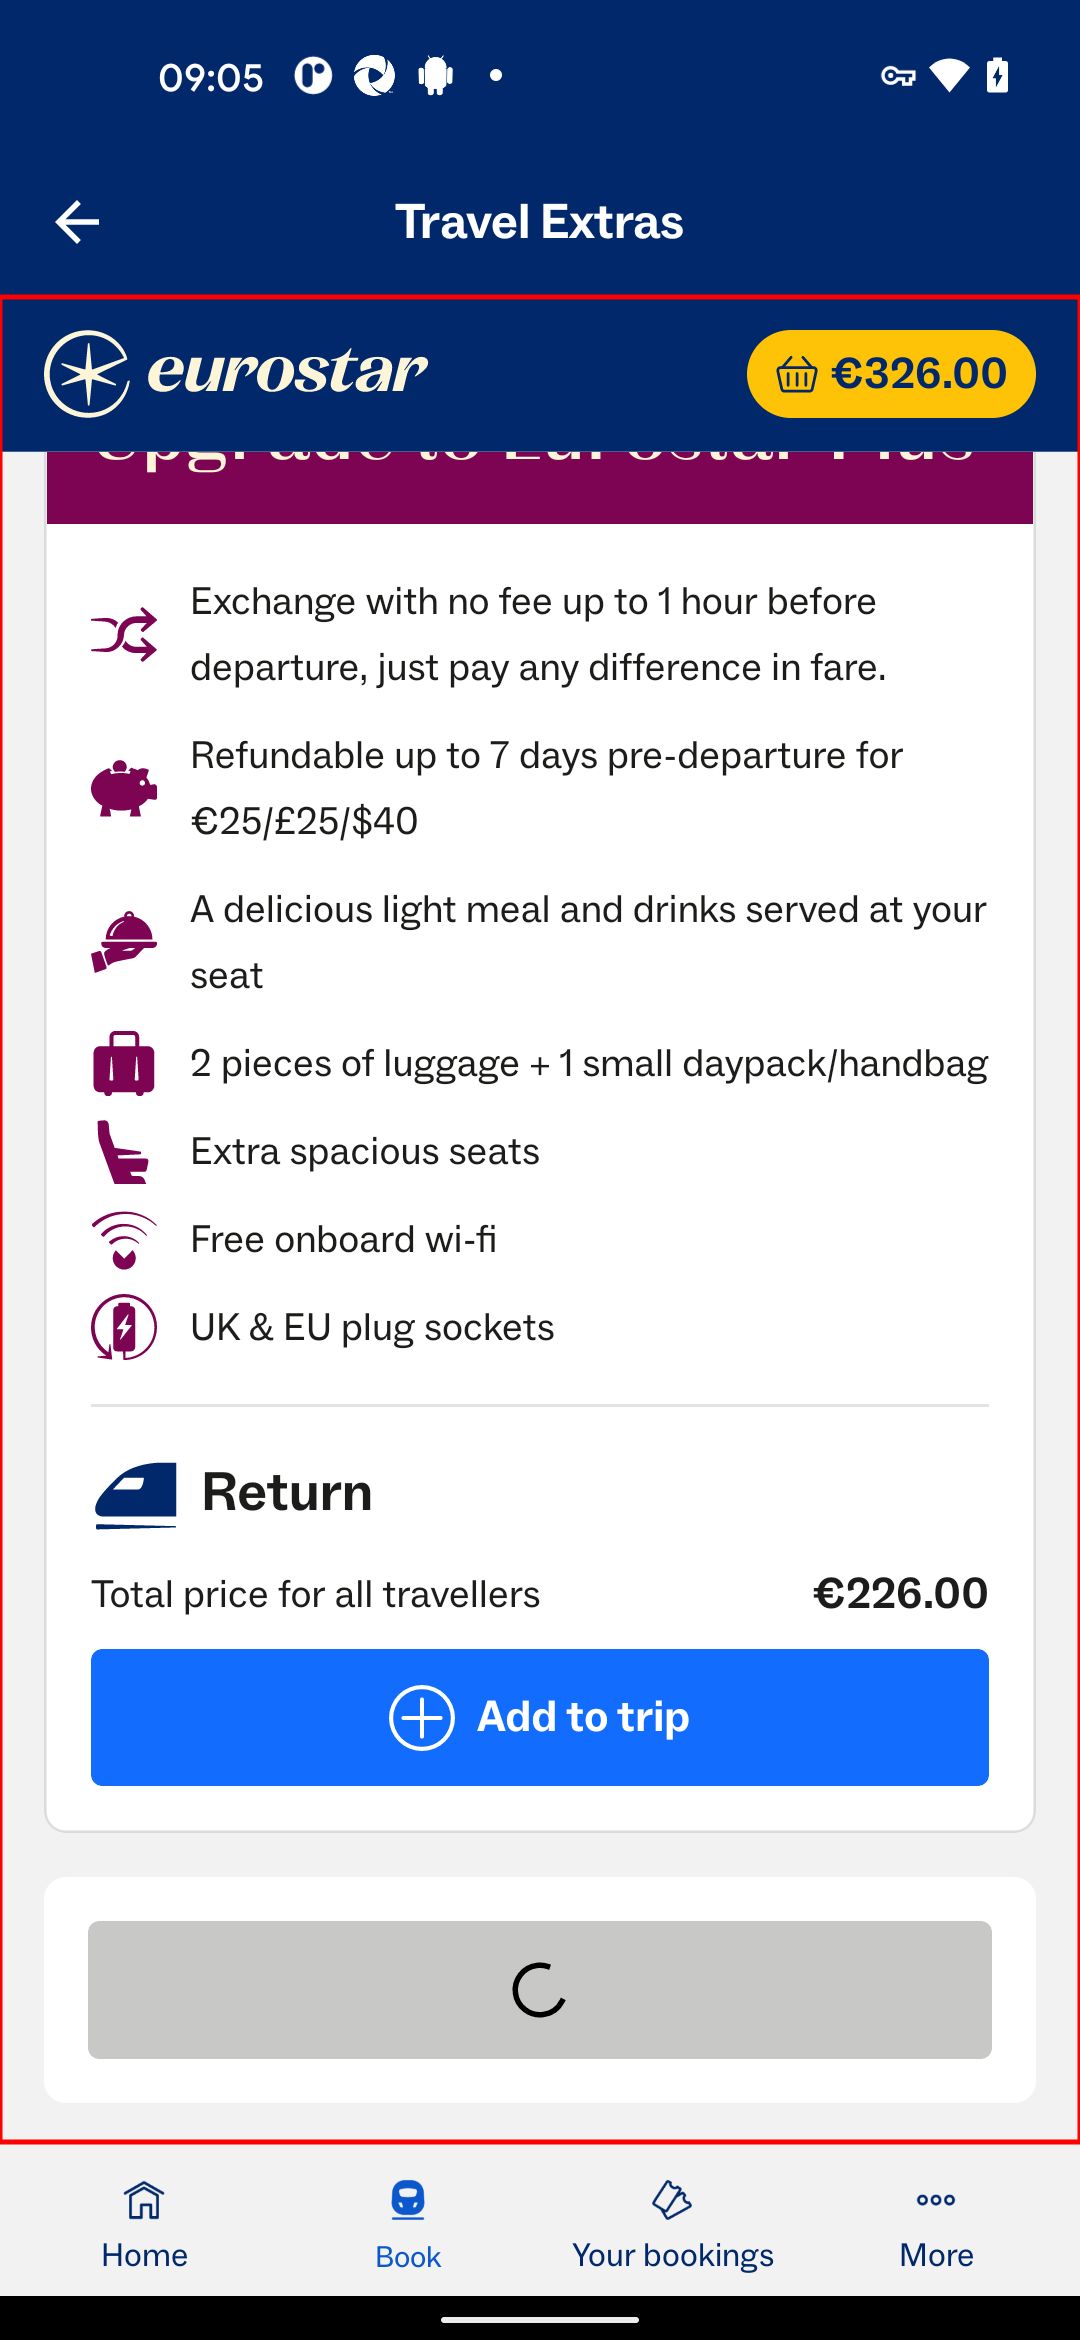 09:05
Travel Extras
eurostar
€326.00
Upgrade to Eurostar Plus
Exchange with no fee up to 1 hour before
departure, just pay any difference in fare.
Refundable up to 7 days pre-departure for
€25/£25/$40
A delicious light meal and drinks served at your
seat
2 pieces of luggage + 1 small daypack/handbag
Extra spacious seats
Free onboard wi-fi
UK & EU plug sockets
Return
Total price for all travellers
€226.00
Add to trip
Home
Book
Your bookings
More